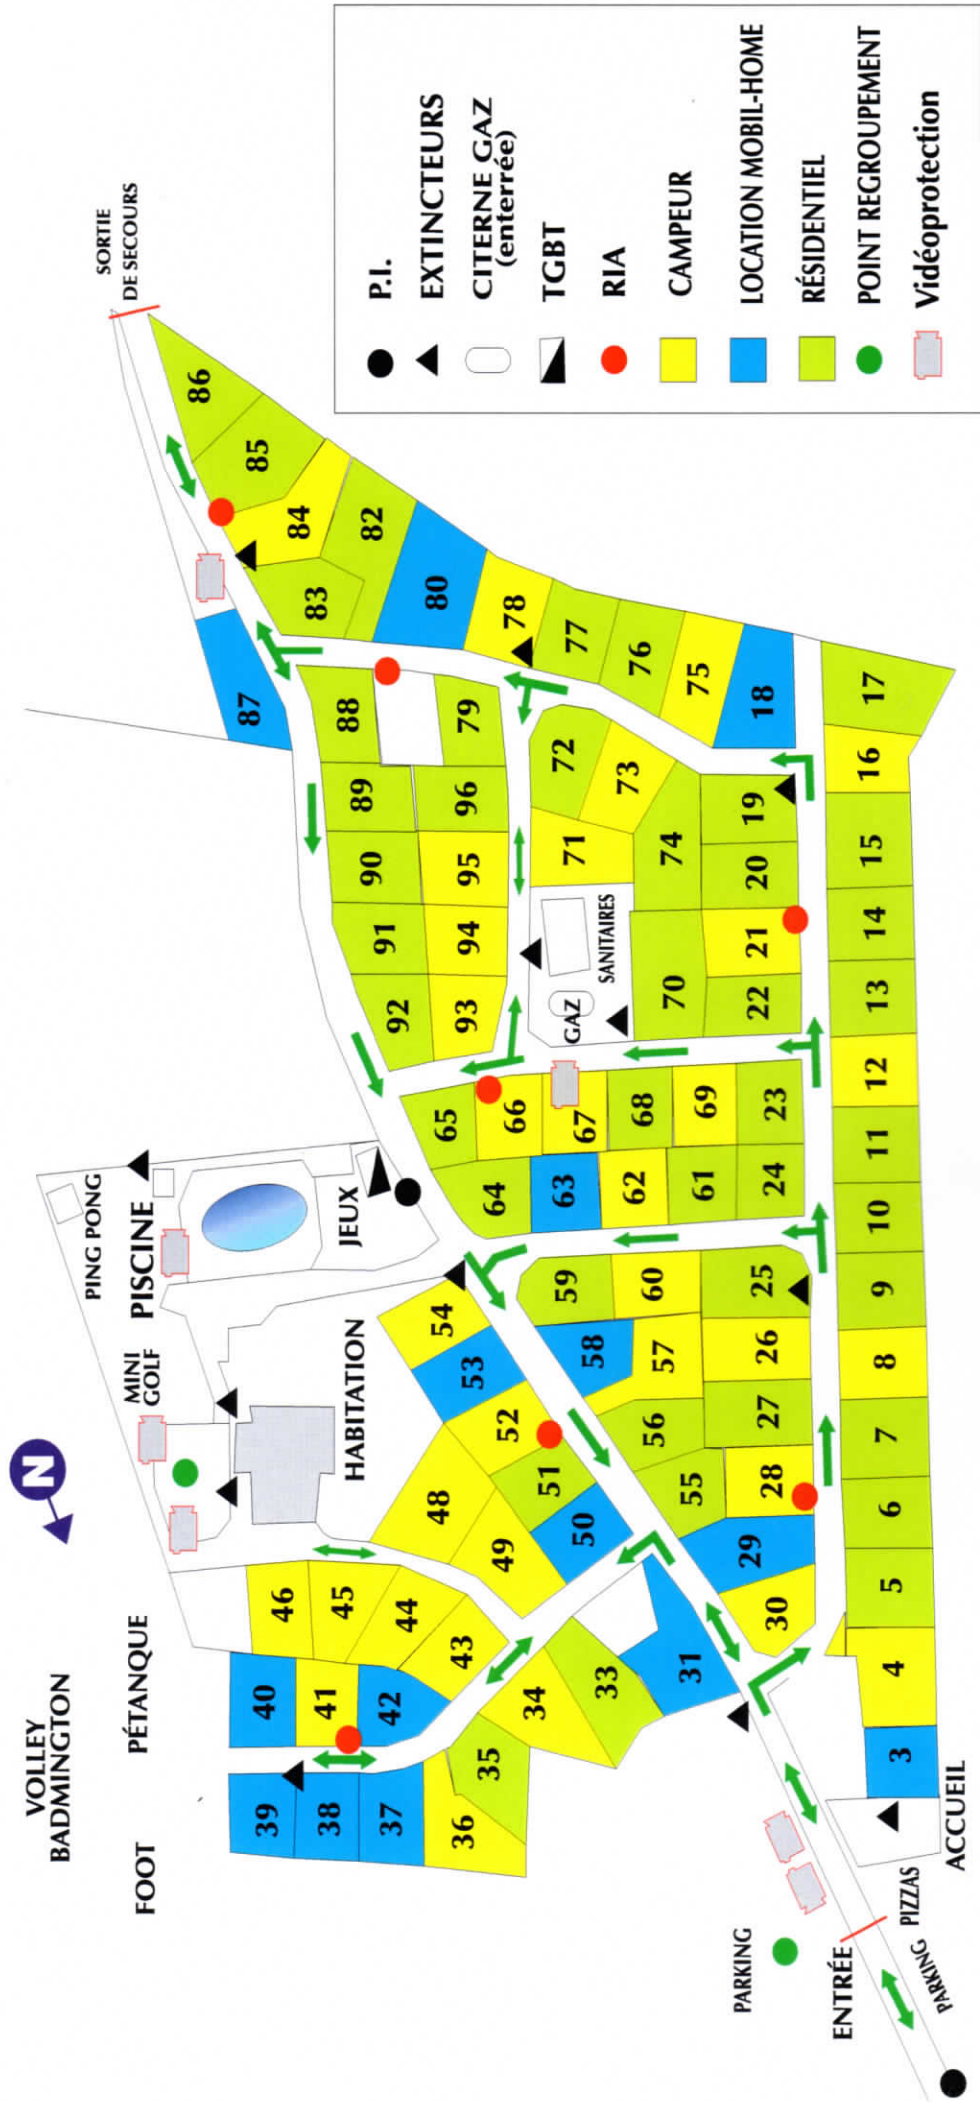 VOLLEY
BADMINGTON
FOOT
PÉTANQUE
N
MINI
GOLF
PING PONG
PISCINE
JEUX
HABITATION
SORTIE
DE SECOURS
SANITAIRES
GAZ
PARKING
ENTRÉE
PARKING
PIZZAS
ACCUEIL
39
38
37
36
35
40
41
42
34
33
31
46
45
44
43
48
49
50
51
52
53
54
30
29
28
55
56
27
57
26
58
59
60
25
64
63
62
61
24
65
66
67
68
69
23
92
91
90
89
88
93
94
95
96
79
71
72
73
74
70
22
21
20
19
87
83
84
85
86
82
80
78
77
76
75
18
3
4
5
6
7
8
9
10
11
12
13
14
15
16
17
P.I.
EXTINCTEURS
CITERNE GAZ
(enterrée)
TGBT
RIA
CAMPEUR
LOCATION MOBIL-HOME
RÉSIDENTIEL
POINT REGROUPEMENT
Vidéoprotection